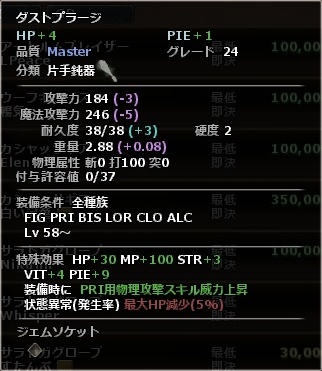 ダストプラージ
HP+4 PIE+1
品質 Master グレード 24
分類 片手鈍器
攻撃力 184 (-3)
魔法攻撃力 246 (-5)
耐久度 38/38 (+3) 硬度 2
重量 2.88 (+0.08)
物理属性 斬0 打100 突0
付与許容値 0/37
装備条件 全種族
FIG PRI BIS LOR CLO ALC
Lv 58～
特殊効果 HP+30 MP+100 STR+3
VIT+4 PIE+9
装備時に PRI用物理攻撃スキル威力上昇
状態異常(発生率) 最大HP減少(5%)
ジェムソケット